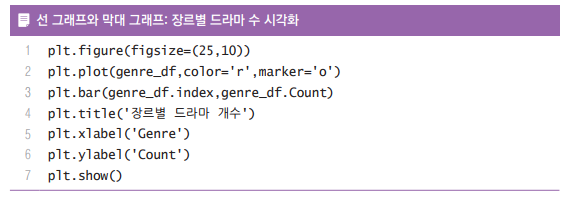 선 그래프와 막대 그래프: 장르별 드라마 수 시각화
1 plt.figure(figsize=(25,10))
2 plt.plot(genre_df,color='r',marker='o')
3 plt.bar(genre_df.index,genre_df.Count)
4 plt.title('장르별 드라마 개수')
5 plt.xlabel('Genre')
6 plt.ylabel('Count')
7 plt.show()